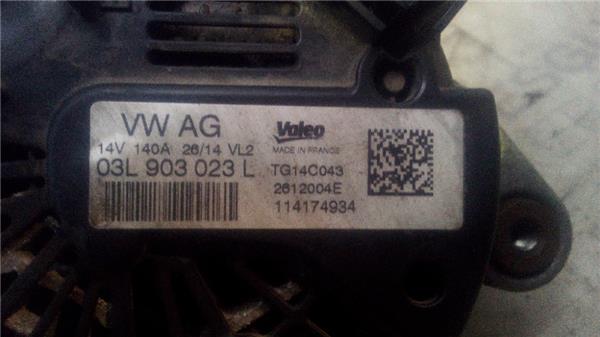 VW AG
14V 140A 26/14 VL2
03L 903 023 L
Valeo
MADE IN FRANCE
TG14C043
2612004E
114174934